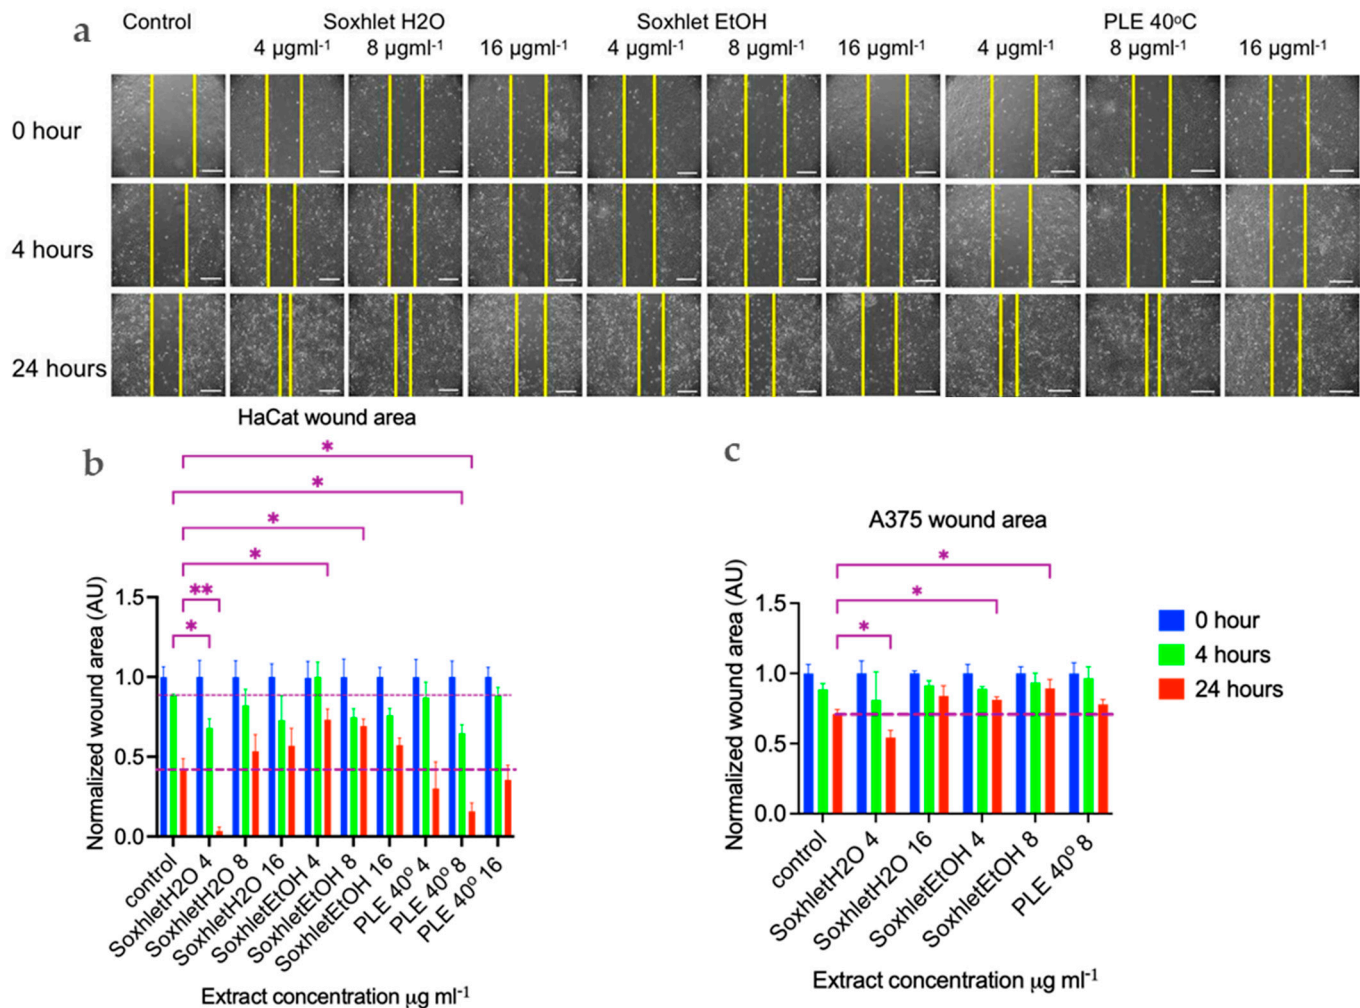 a
Control Soxhlet H2O Soxhlet EtOH PLE 40ºC
4 µgml-1 8 µgml-1 16 µgml-1 4 µgml-1 8 µgml-1 16 µgml-1 4 µgml-1 8 µgml-1 16 µgml-1
0 hour
4 hours
24 hours
b
HaCat wound area
*
*
*
*
**
*
Normalized wound area (AU)
1.5
1.0
0.5
0.0
control
SoxhletH2O 4
SoxhletH2O 8
SoxhletH2O 16
SoxhletEtOH 4
SoxhletEtOH 8
SoxhletEtOH 16
PLE 40º 4
PLE 40º 8
PLE 40º 16
Extract concentration µg ml-1
c
A375 wound area
*
*
*
Normalized wound area (AU)
1.5
1.0
0.5
0.0
control
SoxhletH2O 4
SoxhletH2O 16
SoxhletEtOH 4
SoxhletEtOH 8
PLE 40º 8
Extract concentration µg ml-1
0 hour
4 hours
24 hours